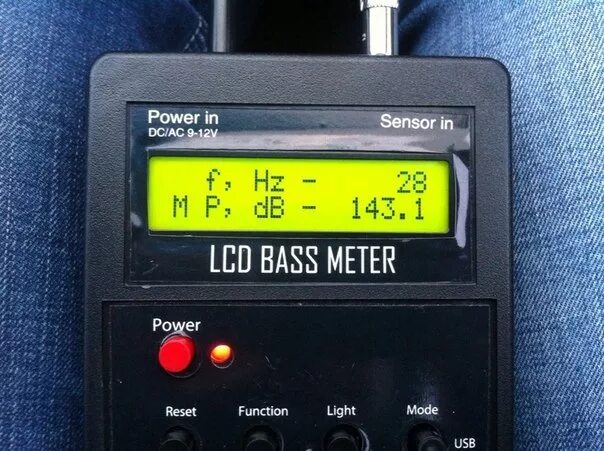 Power in
DC/AC 9-12V
Sensor in
f, Hz - 28
M P, dB - 143.1
LCD BASS METER
Power
Reset Function Light Mode
USB